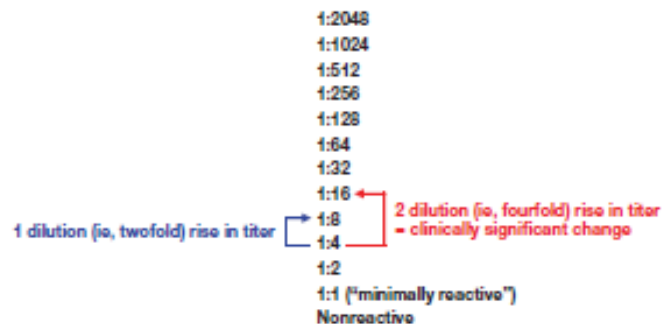 1:2048
1:1024
1:512
1:256
1:128
1:64
1:32
1:16
1:8
1:4
1:2
1:1 ("minimally reactive")
Nonreactive
1 dilution (ie, twofold) rise in titer
2 dilution (ie, fourfold) rise in titer
= clinically significant change